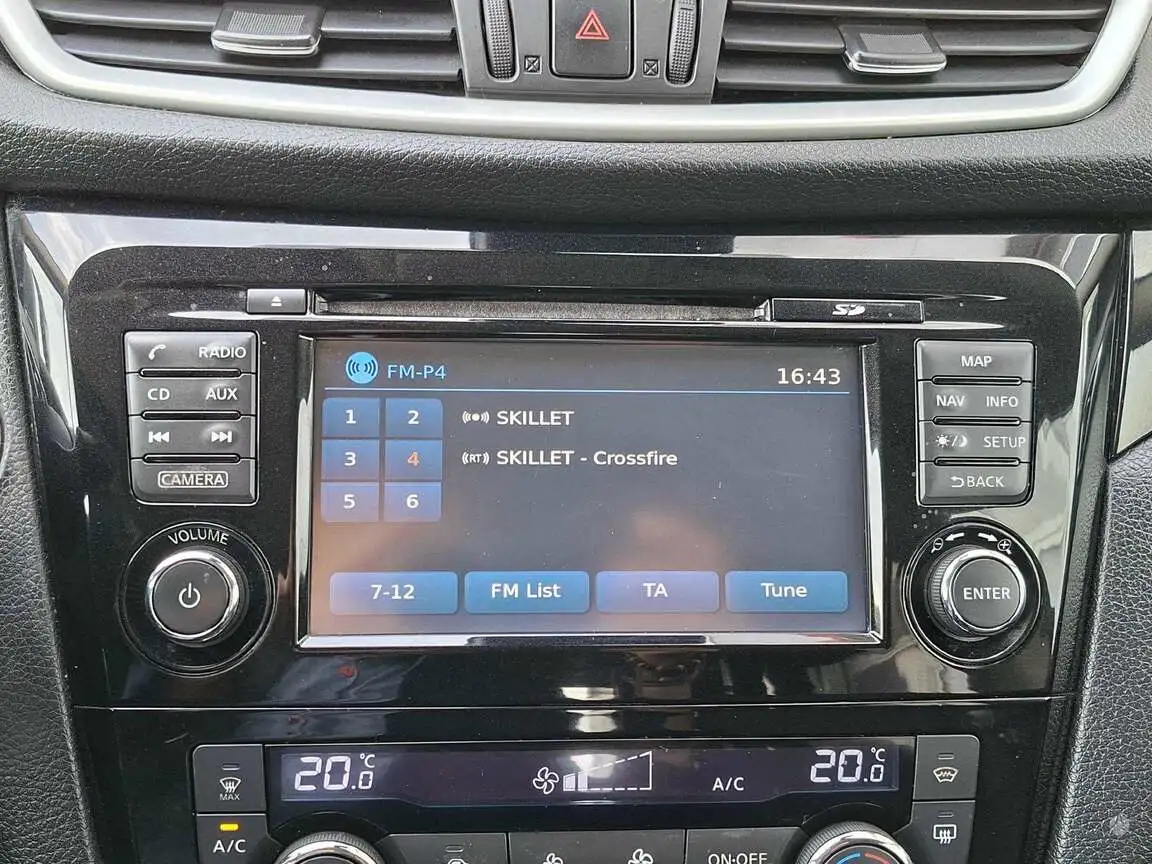 SD
RADIO
CD AUX
CAMERA
VOLUME
FM-P4
16:43
1 2
3 4
5 6
SKILLET
(RT) SKILLET - Crossfire
7-12 FM List TA Tune
MAP
NAV INFO
SETUP
BACK
ENTER
MAX
A/C
20.0 °C
A/C
20.0 °C
ON·OFF